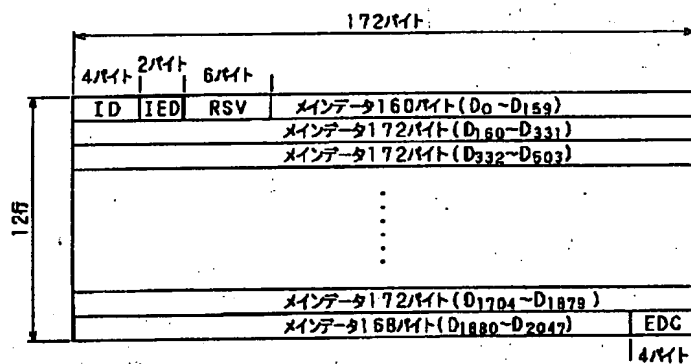 172バイト
4バイト 2バイト 6バイト
ID IED RSV メインデータ160バイト(D0~D159)
メインデータ172バイト(D160~D331)
メインデータ172バイト(D332~D503)
12行
メインデータ172バイト(D1704~D1879)
メインデータ168バイト(D1880~D2047) EDC
4バイト